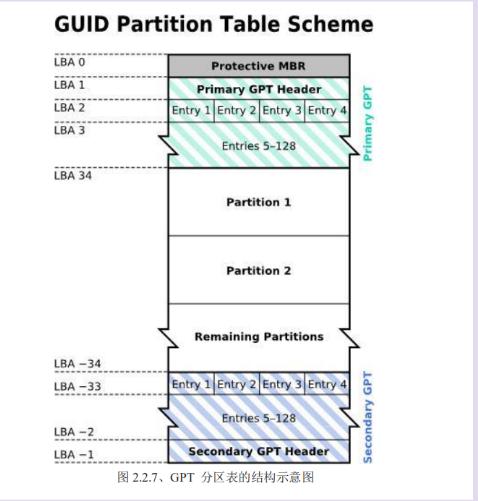 GUID Partition Table Scheme
LBA 0
Protective MBR
LBA 1
Primary GPT Header
LBA 2
Entry 1 Entry 2 Entry 3 Entry 4
LBA 3
Entries 5–128
Primary GPT
LBA 34
Partition 1
Partition 2
Remaining Partitions
LBA −34
LBA −33
Entry 1 Entry 2 Entry 3 Entry 4
Entries 5–128
Secondary GPT
LBA −2
LBA −1
Secondary GPT Header
图 2.2.7、GPT 分区表的结构示意图